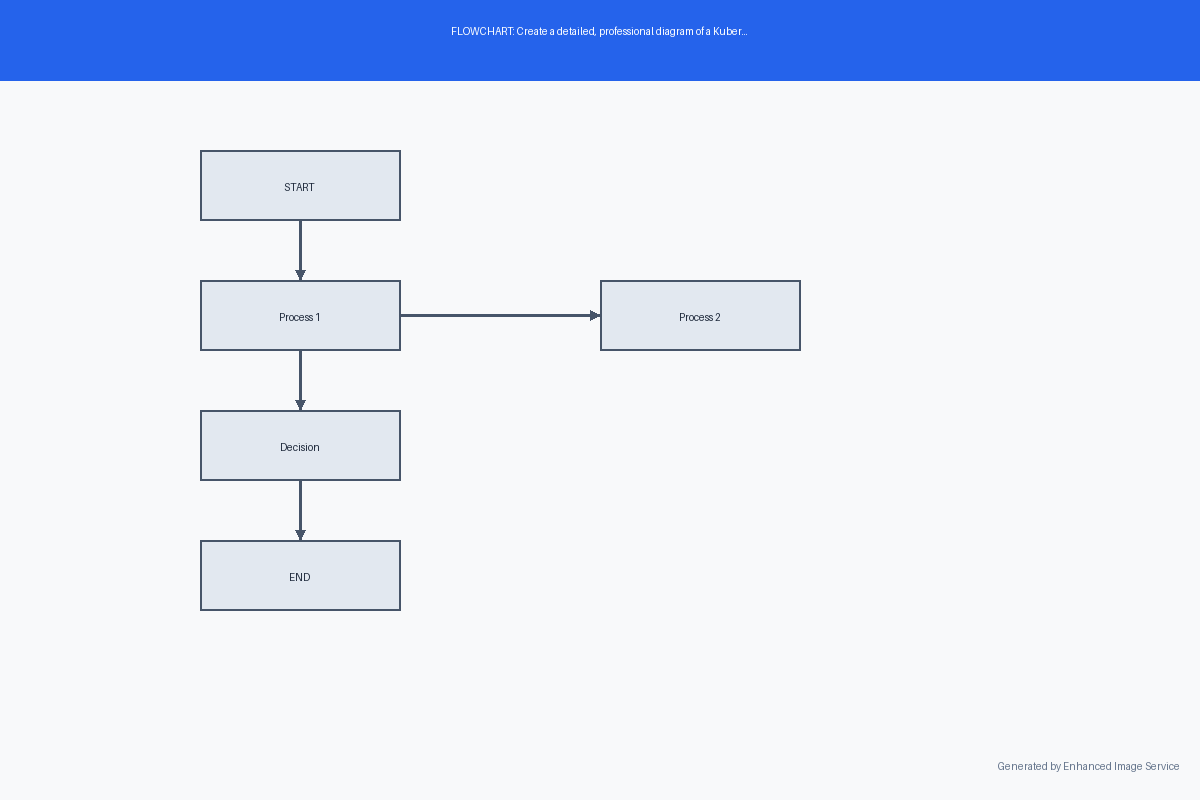 FLOWCHART: Create a detailed, professional diagram of a Kuber...
START
Process 1
Process 2
Decision
END
Generated by Enhanced Image Service